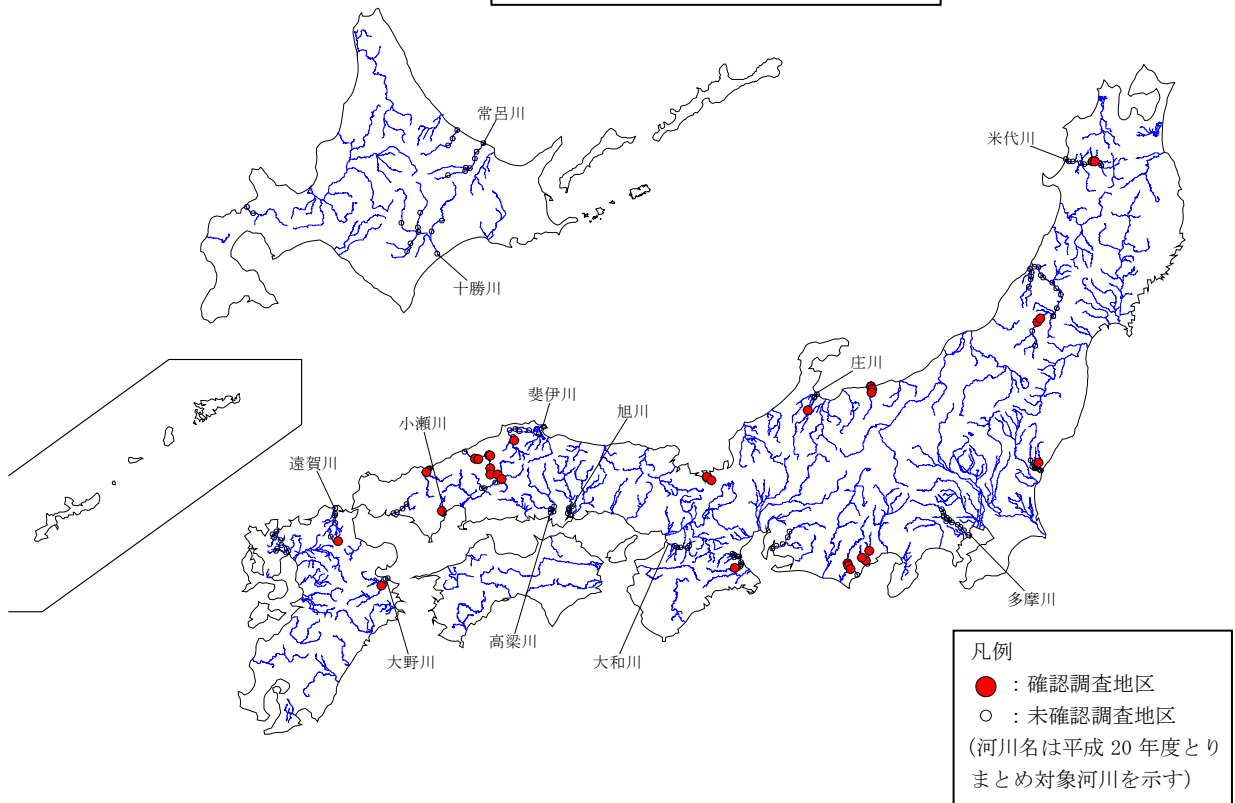 常呂川
米代川
十勝川
庄川
斐伊川
旭川
小瀬川
遠賀川
多摩川
高梁川
大和川
大野川
凡例
：確認調査地区
：未確認調査地区
(河川名は平成 20 年度とり
まとめ対象河川を示す)